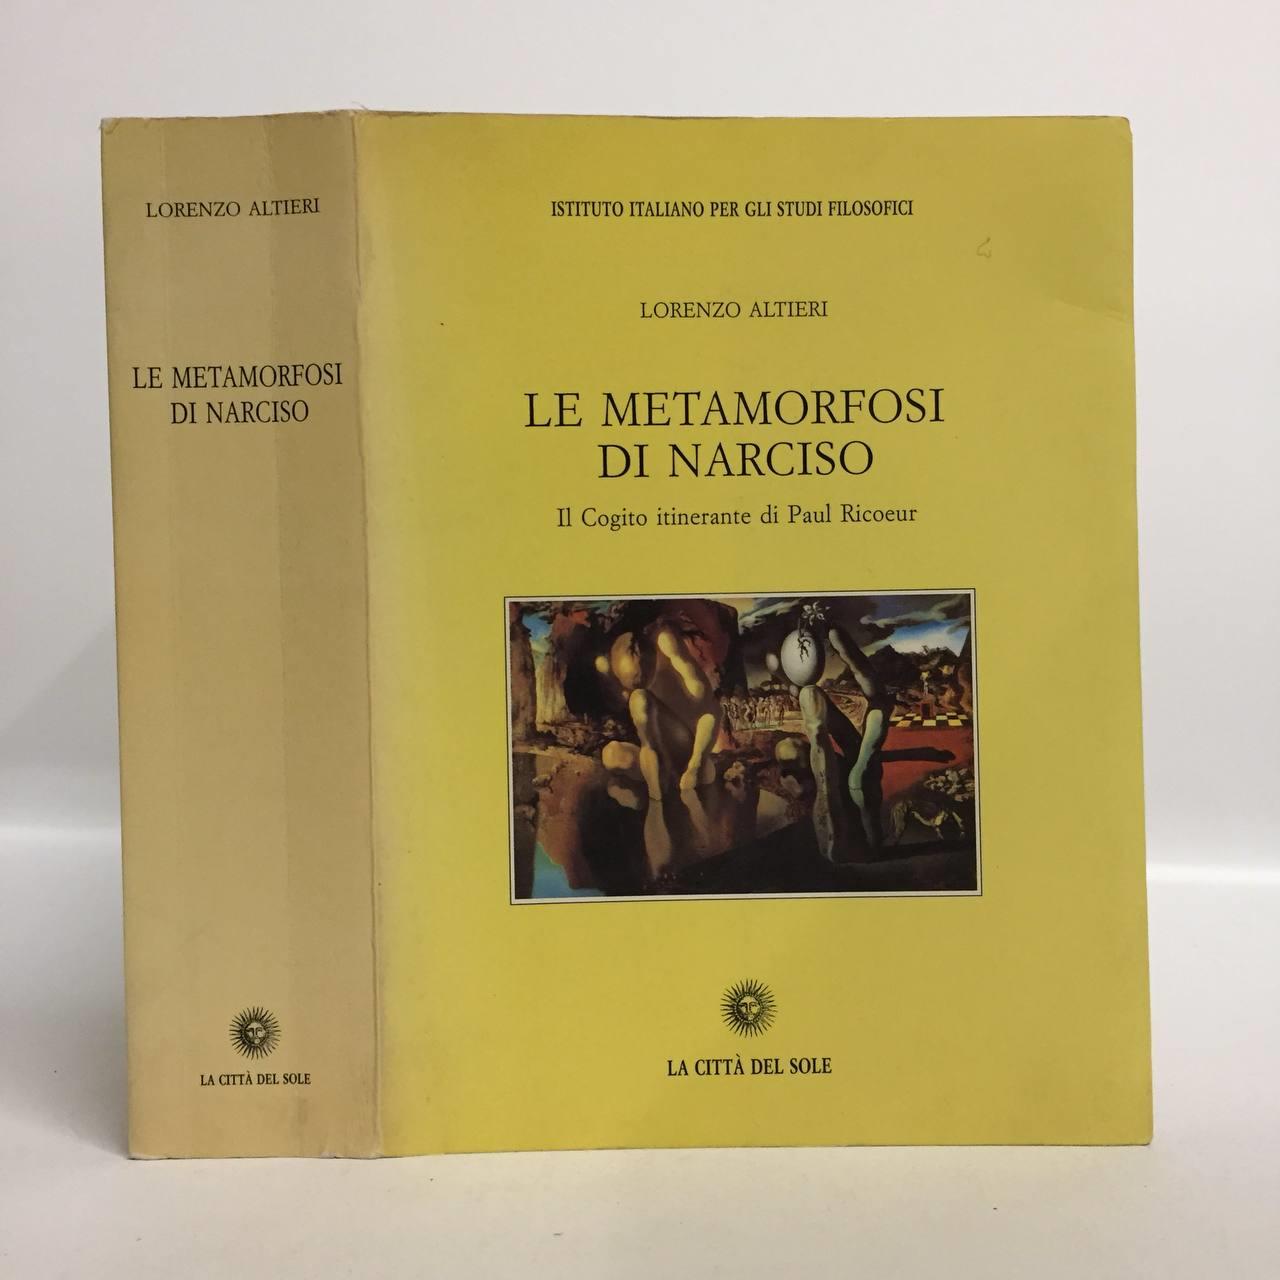 LORENZO ALTIERI
LE METAMORFOSI
DI NARCISO
LA CITTÀ DEL SOLE
ISTITUTO ITALIANO PER GLI STUDI FILOSOFICI
LORENZO ALTIERI
LE METAMORFOSI
DI NARCISO
Il Cogito itinerante di Paul Ricoeur
LA CITTÀ DEL SOLE